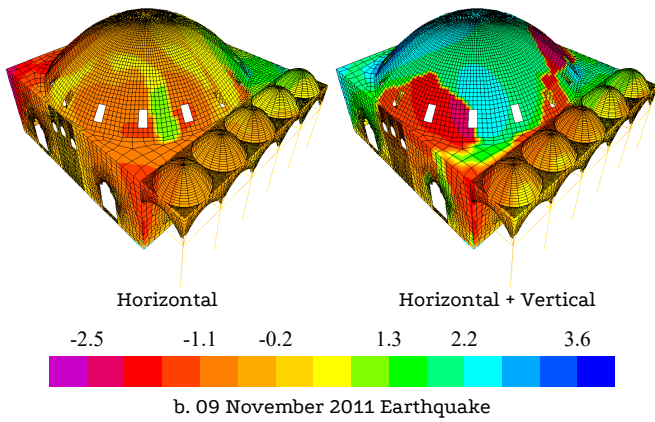 Horizontal Horizontal + Vertical
-2.5 -1.1 -0.2 1.3 2.2 3.6
b. 09 November 2011 Earthquake